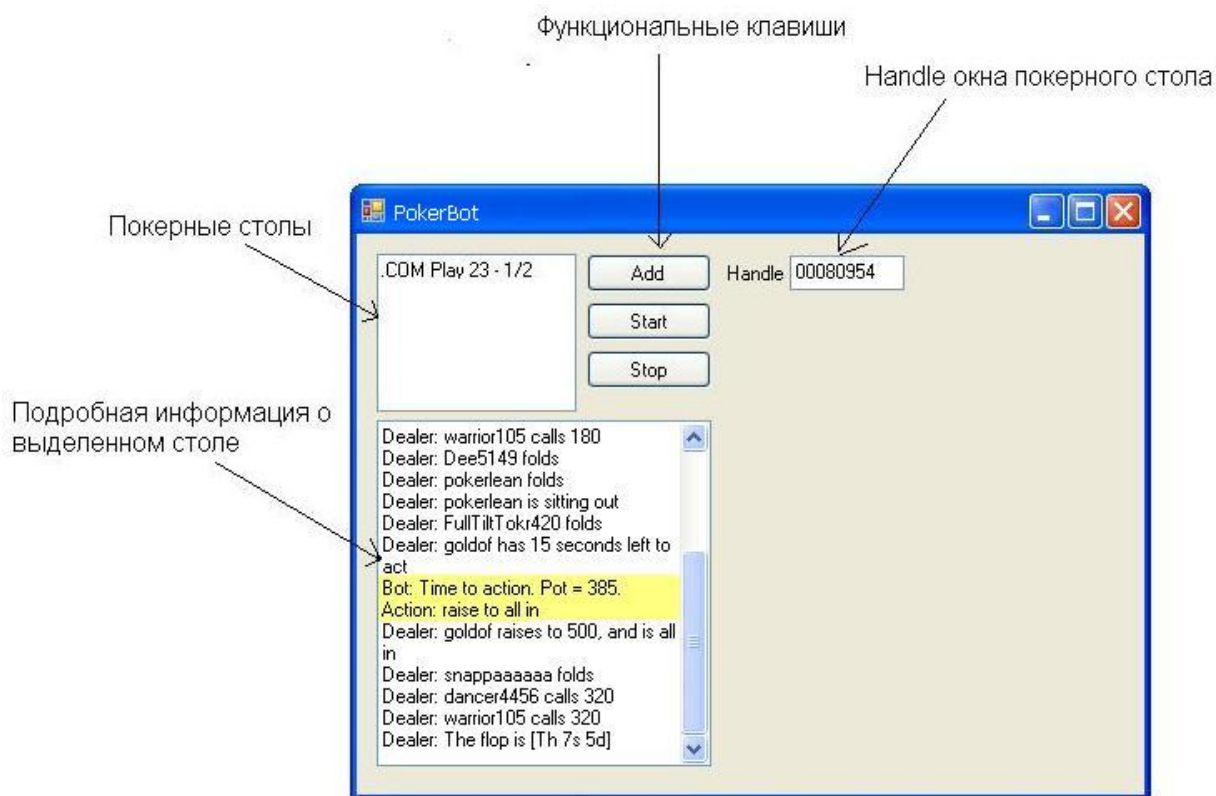 Функциональные клавиши
Handle окна покерного стола
Покерные столы
PokerBot
.COM Play 23 - 1/2
Add
Handle
00080954
Start
Stop
Подробная информация о
выделенном столе
Dealer: warrior105 calls 180
Dealer: Dee5149 folds
Dealer: pokerlean folds
Dealer: pokerlean is sitting out
Dealer: FullTiltTokr420 folds
Dealer: goldof has 15 seconds left to
act
Bot: Time to action. Pot = 385.
Action: raise to all in
Dealer: goldof raises to 500, and is all
in
Dealer: snappaaaaaa folds
Dealer: dancer4456 calls 320
Dealer: warrior105 calls 320
Dealer: The flop is [Th 7s 5d]